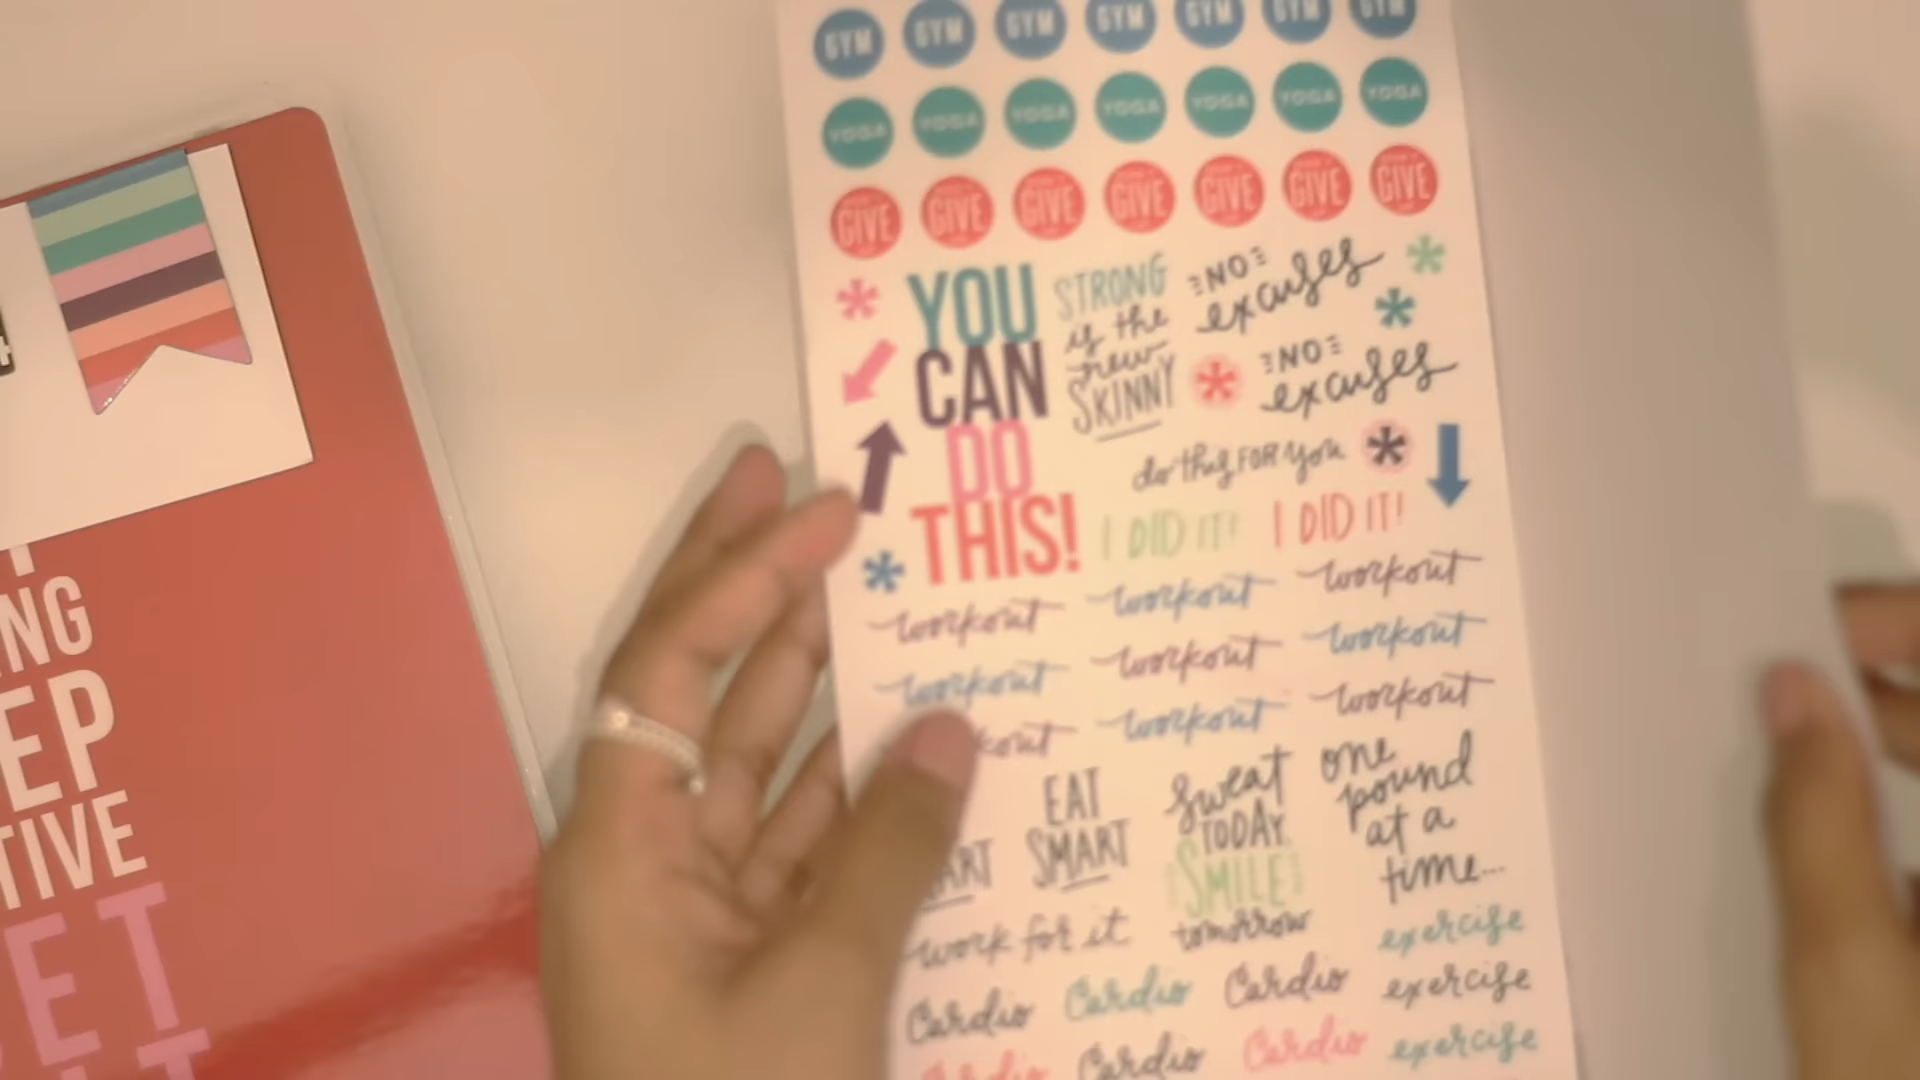 GYM GYM GYM GYM GYM GYM GYM
YOGA YOGA YOGA YOGA YOGA YOGA YOGA
GIVE GIVE GIVE GIVE GIVE GIVE GIVE
YOU
CAN
DO
THIS!
STRONG
is the
new
SKINNY
NO
excuses
NO
excuses
do this FOR you
I DID IT! I DID IT!
workout workout workout
workout workout workout
workout workout
EAT
SMART
sweat
TODAY
SMILE
tomorrow
one
pound
at a
time...
work for it
exercise
Cardio Cardio Cardio exercise
Cardio Cardio Cardio exercise
NG
EP
TIVE
ET